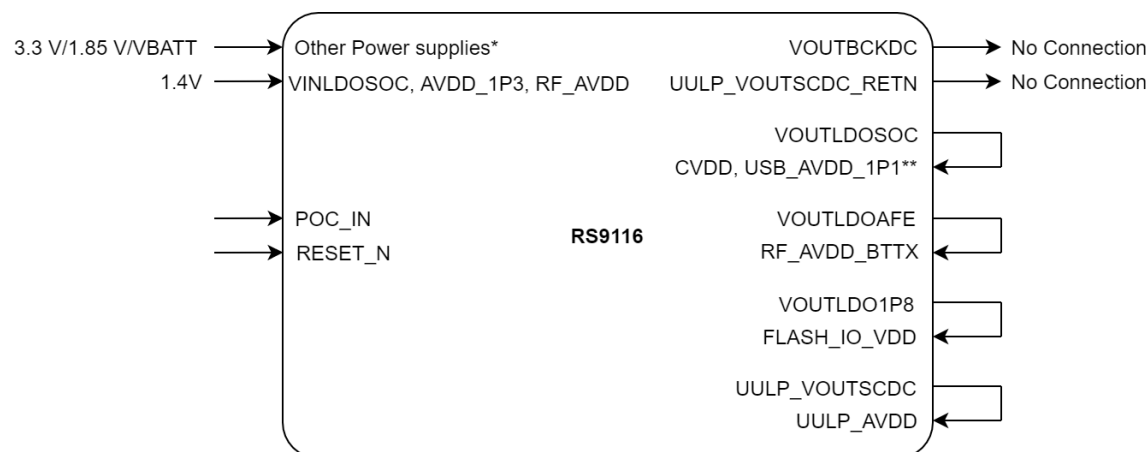 3.3 V/1.85 V/VBATT
Other Power supplies*
VOUTBCKDC
No Connection
1.4V
VINLDOSOC, AVDD_1P3, RF_AVDD
UULP_VOUTSCDC_RETN
No Connection
VOUTLDOSOC
CVDD, USB_AVDD_1P1**
POC_IN
VOUTLDOAFE
RS9116
RESET_N
RF_AVDD_BTTX
VOUTLDO1P8
FLASH_IO_VDD
UULP_VOUTSCDC
UULP_AVDD